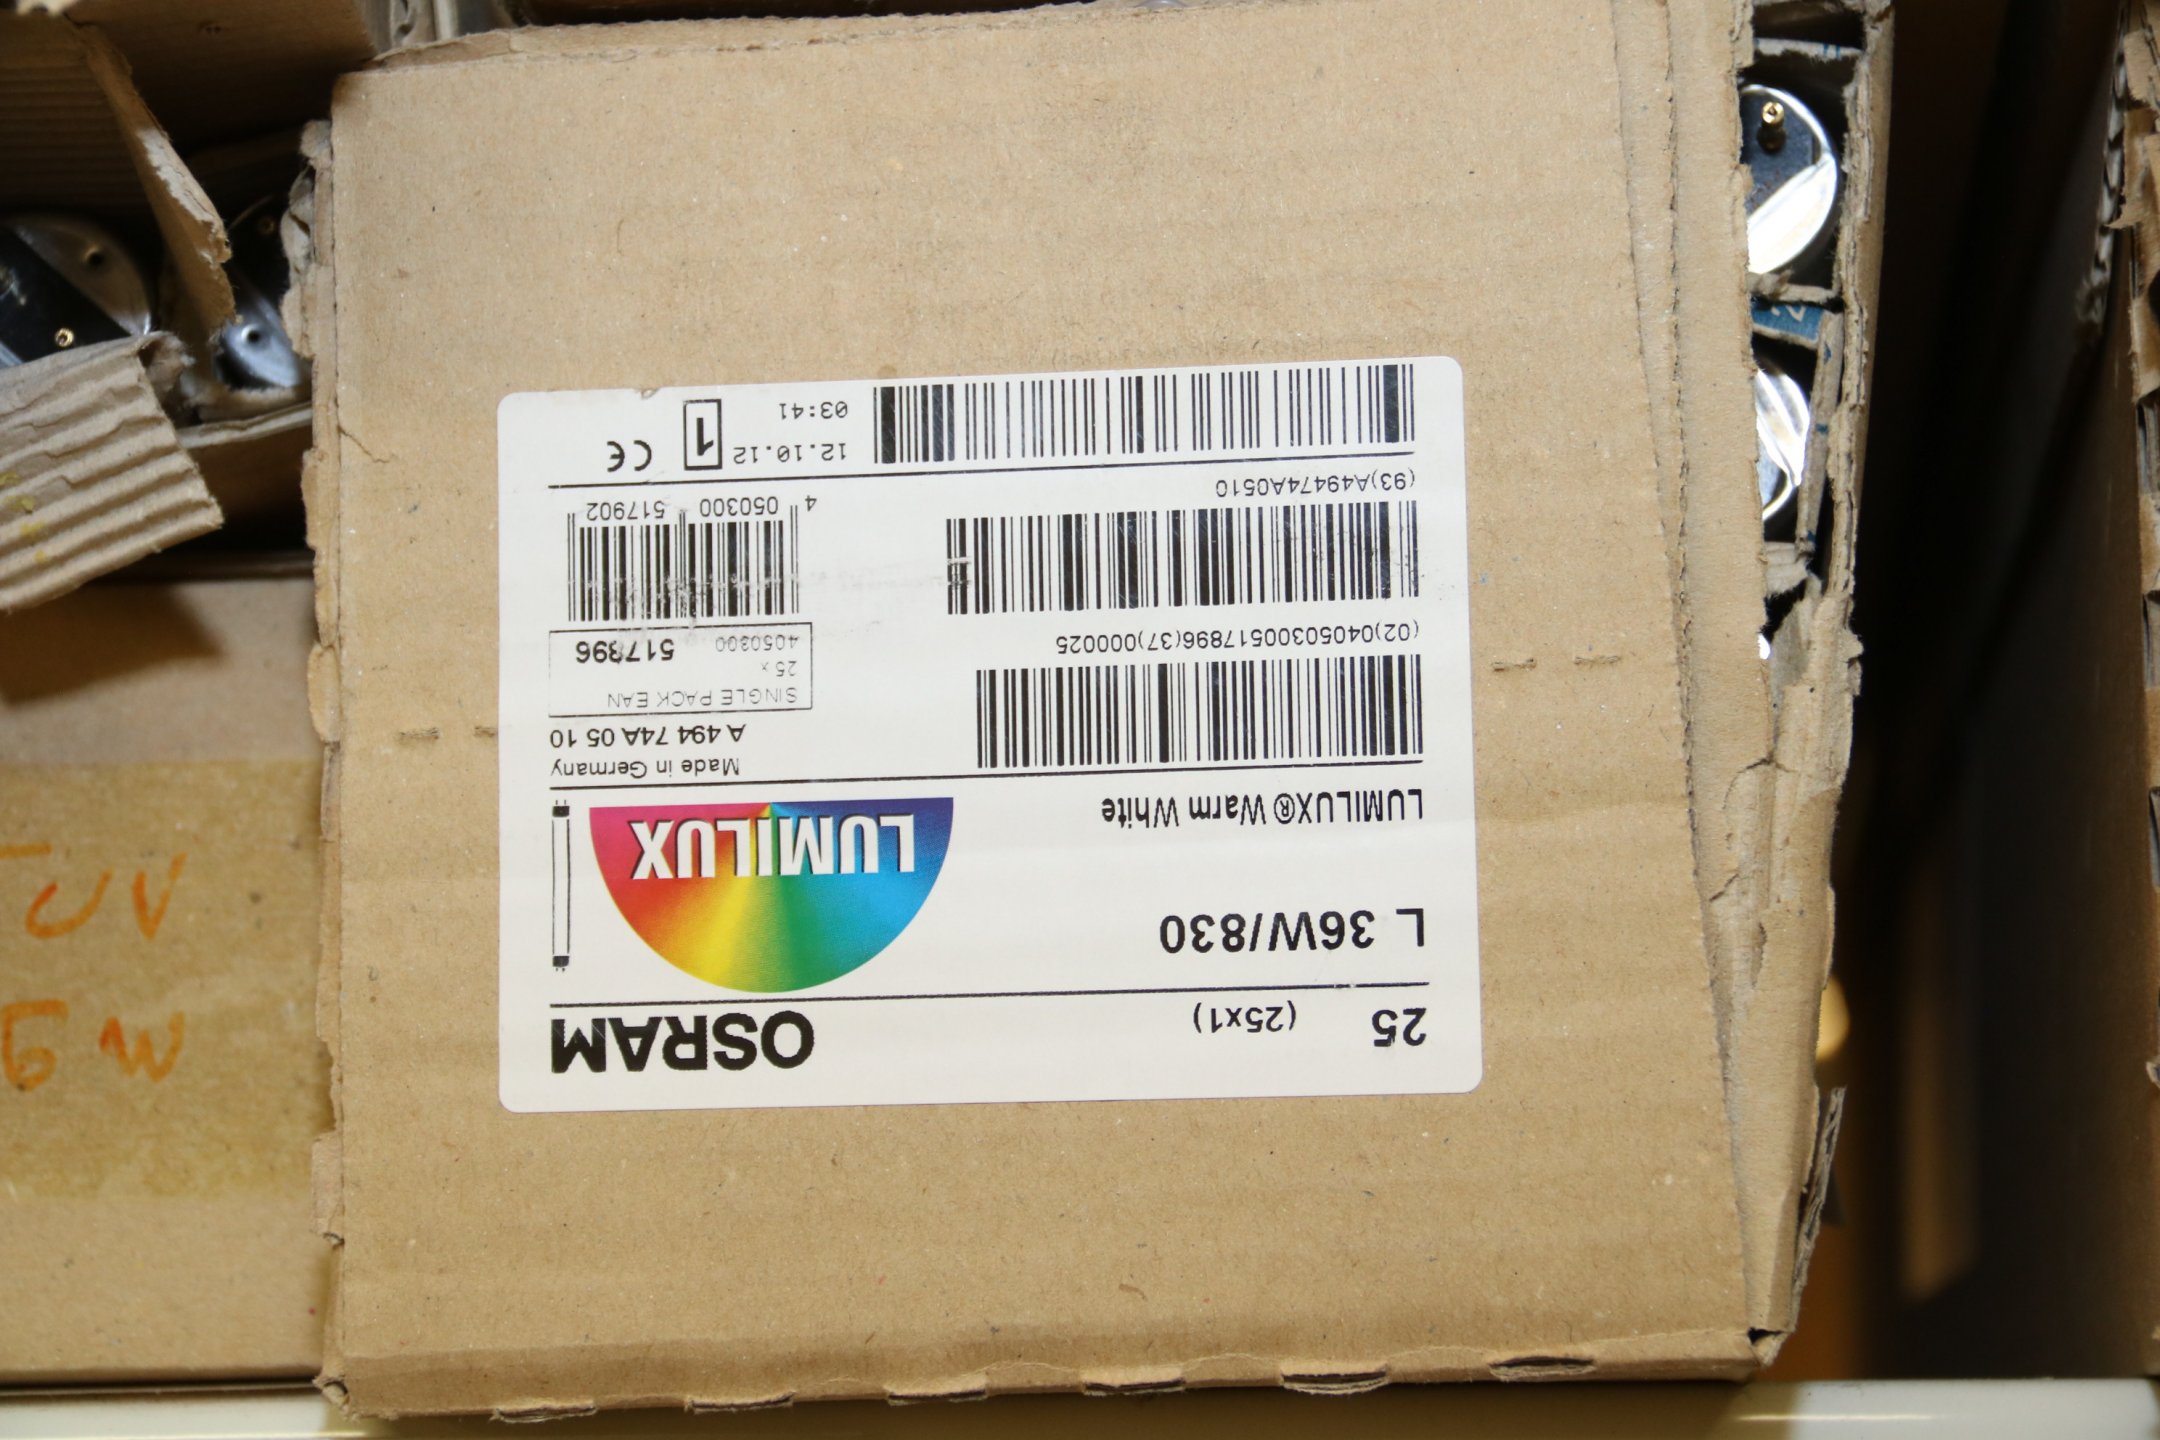 25 (25x1) OSRAM
L 36W/830
LUMILUX
LUMILUX® Warm White
Made in Germany
A 494 74A 05 10
SINGLE PACK EAN
25 x
4050300 517896
(02)04050300517896(37)000025
4 050300 517902
(93)A49474A0510
12.10.12
03:41
1
CE